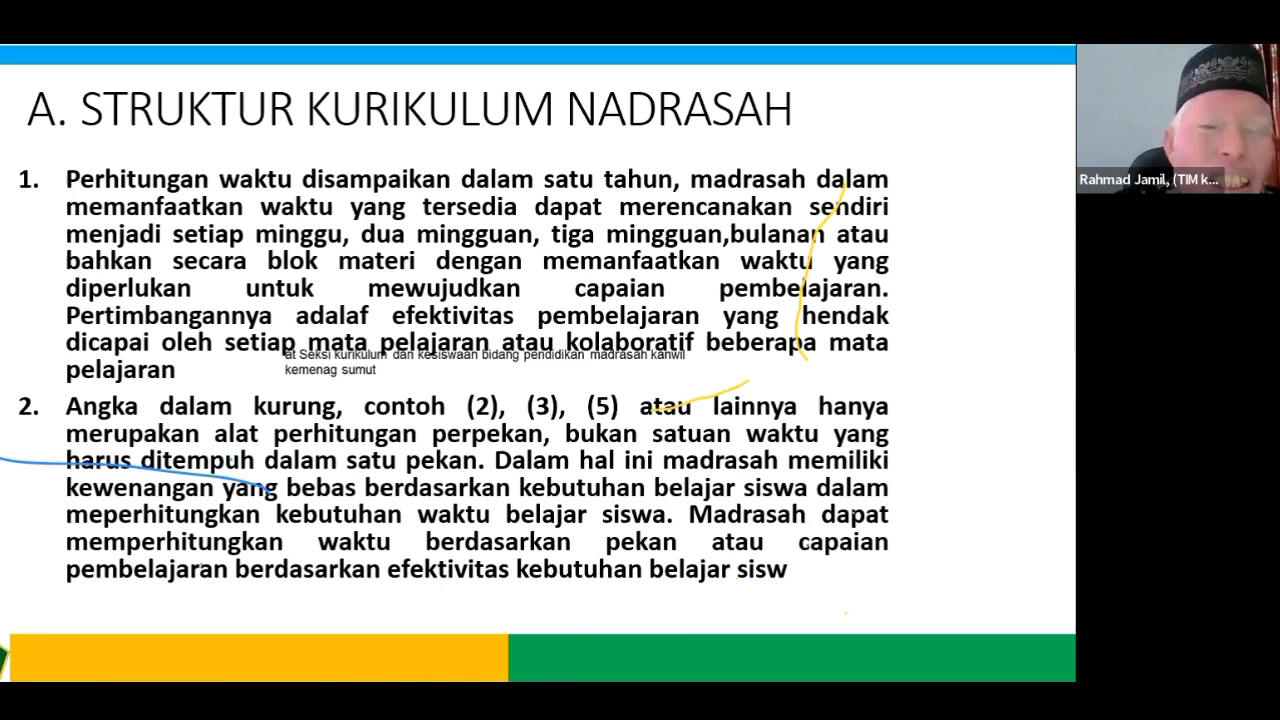 A. STRUKTUR KURIKULUM NADRASAH
1. Perhitungan waktu disampaikan dalam satu tahun, madrasah dalam
memanfaatkan waktu yang tersedia dapat merencanakan sendiri
menjadi setiap minggu, dua mingguan, tiga mingguan,bulanan atau
bahkan secara blok materi dengan memanfaatkan waktu yang
diperlukan untuk mewujudkan capaian pembelajaran.
Pertimbangannya adalaf efektivitas pembelajaran yang hendak
dicapai oleh setiap mata pelajaran atau kolaboratif beberapa mata
pelajaran
at Seksi kurikulum dan kesiswaan bidang pendidikan madrasah kanwil
kemenag sumut
2. Angka dalam kurung, contoh (2), (3), (5) atau lainnya hanya
merupakan alat perhitungan perpekan, bukan satuan waktu yang
harus ditempuh dalam satu pekan. Dalam hal ini madrasah memiliki
kewenangan yang bebas berdasarkan kebutuhan belajar siswa dalam
meperhitungkan kebutuhan waktu belajar siswa. Madrasah dapat
memperhitungkan waktu berdasarkan pekan atau capaian
pembelajaran berdasarkan efektivitas kebutuhan belajar sisw
Rahmad Jamil, (TIM k...